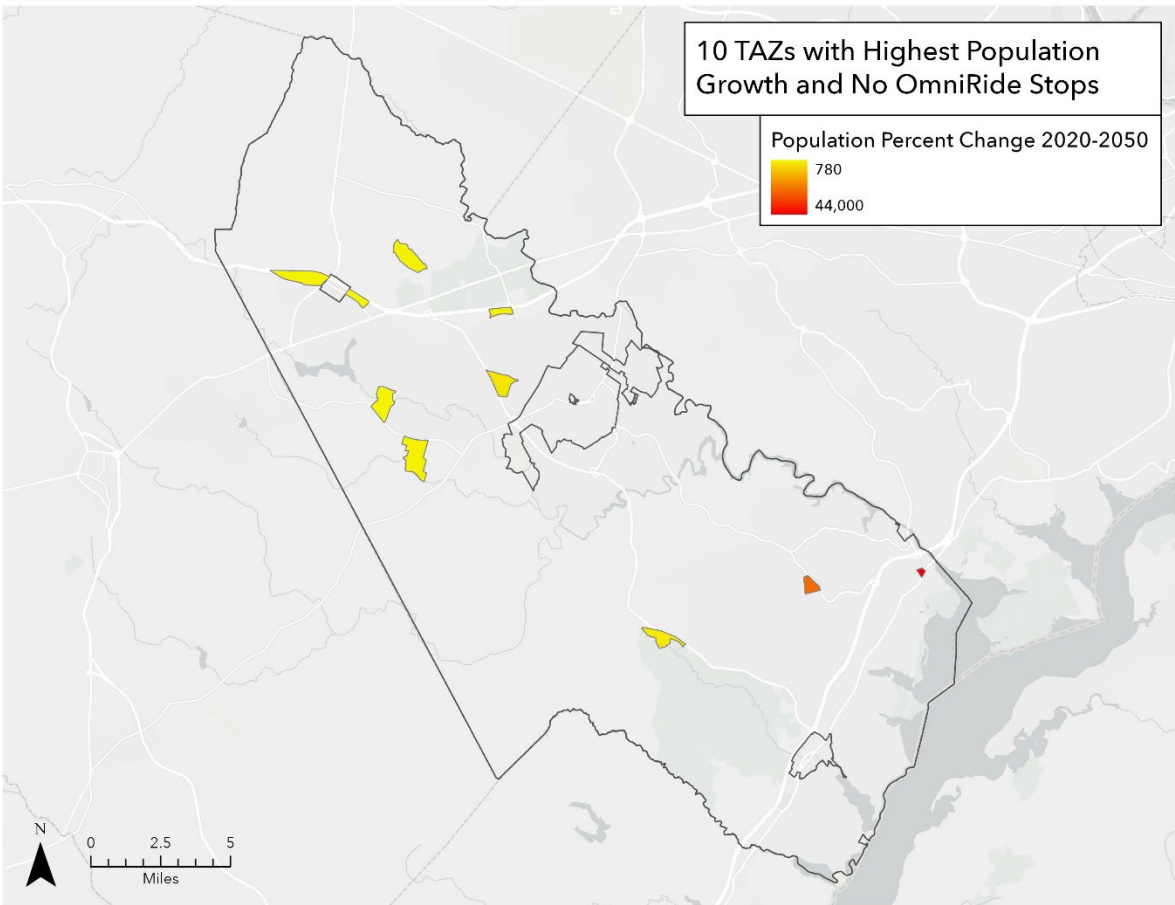 10 TAZs with Highest Population
Growth and No OmniRide Stops
Population Percent Change 2020-2050
780
44,000
N
0 2.5 5
Miles